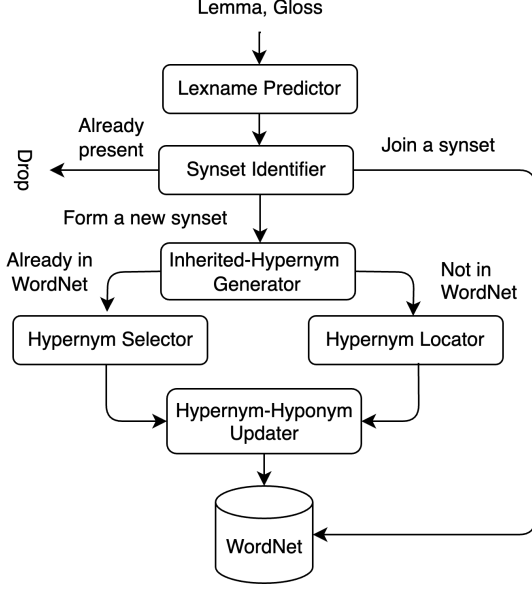 Lemma, Gloss
Lexname Predictor
Already
present
Join a synset
Drop
Synset Identifier
Form a new synset
Already in
WordNet
Inherited-Hypernym
Generator
Not in
WordNet
Hypernym Selector
Hypernym Locator
Hypernym-Hyponym
Updater
WordNet